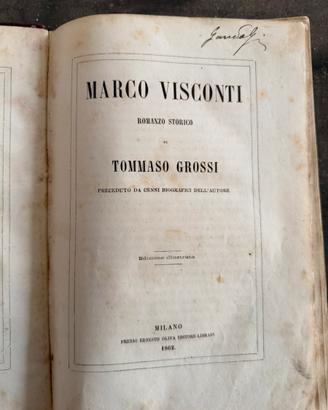 MARCO VISCONTI
ROMANZO STORICO
DI
TOMMASO GROSSI
PRECEDUTO DA CENNI BIOGRAFICI DELL'AUTORE
Edizione illustrata
MILANO
PRESSO ERNESTO OLIVA EDITORE-LIBRAIO
1862.